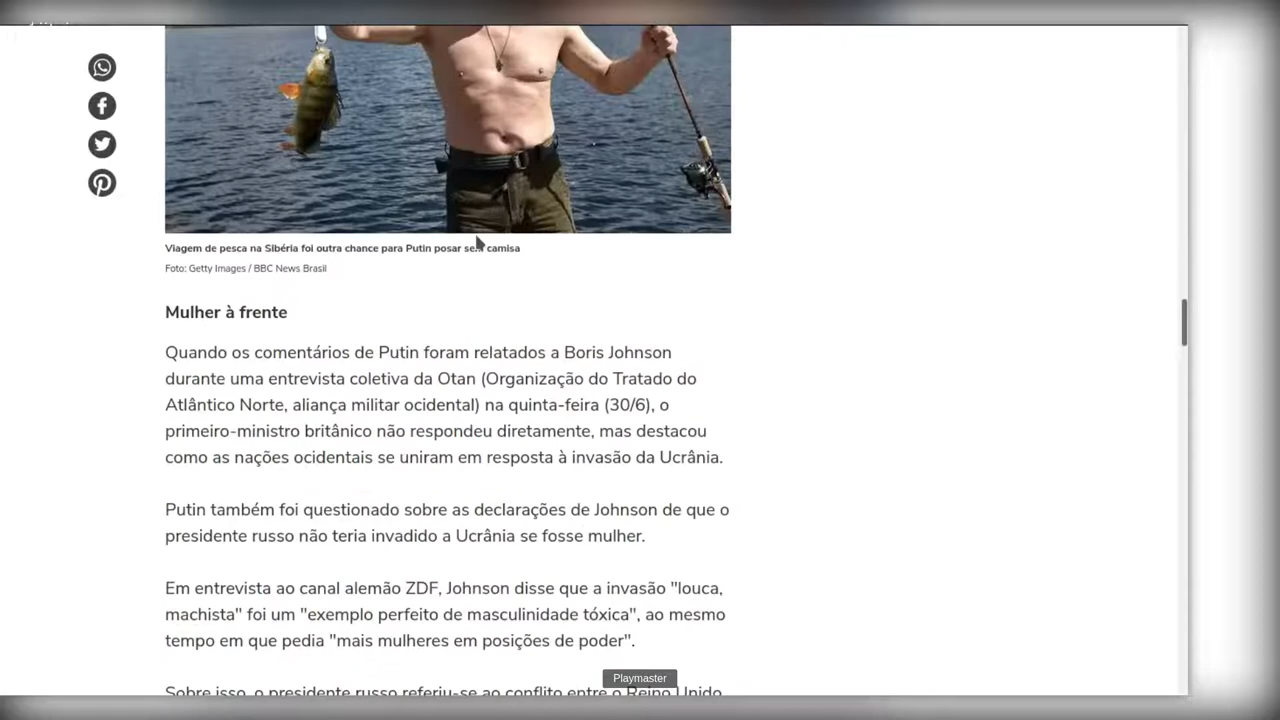 Viagem de pesca na Sibéria foi outra chance para Putin posar sem camisa
Foto: Getty Images / BBC News Brasil
Mulher à frente
Quando os comentários de Putin foram relatados a Boris Johnson
durante uma entrevista coletiva da Otan (Organização do Tratado do
Atlântico Norte, aliança militar ocidental) na quinta-feira (30/6), o
primeiro-ministro britânico não respondeu diretamente, mas destacou
como as nações ocidentais se uniram em resposta à invasão da Ucrânia.
Putin também foi questionado sobre as declarações de Johnson de que o
presidente russo não teria invadido a Ucrânia se fosse mulher.
Em entrevista ao canal alemão ZDF, Johnson disse que a invasão "louca,
machista" foi um "exemplo perfeito de masculinidade tóxica", ao mesmo
tempo em que pedia "mais mulheres em posições de poder".
Playmaster
Sobre isso, o presidente russo referiu-se ao conflito entre o Reino Unido